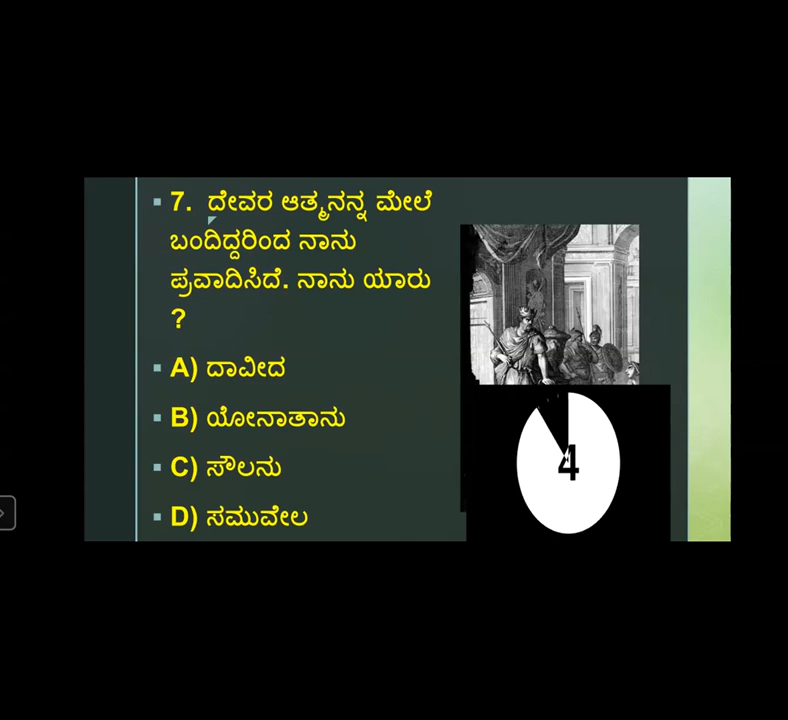 7. ದೇವರ ಆತ್ಮನನ್ನ ಮೇಲೆ
ಬಂದಿದ್ದರಿಂದ ನಾನು
ಪ್ರವಾದಿಸಿದೆ. ನಾನು ಯಾರು
?
A) ದಾವೀದ
B) ಯೋನಾತಾನು
C) ಸೌಲನು
D) ಸಮುವೇಲ
4